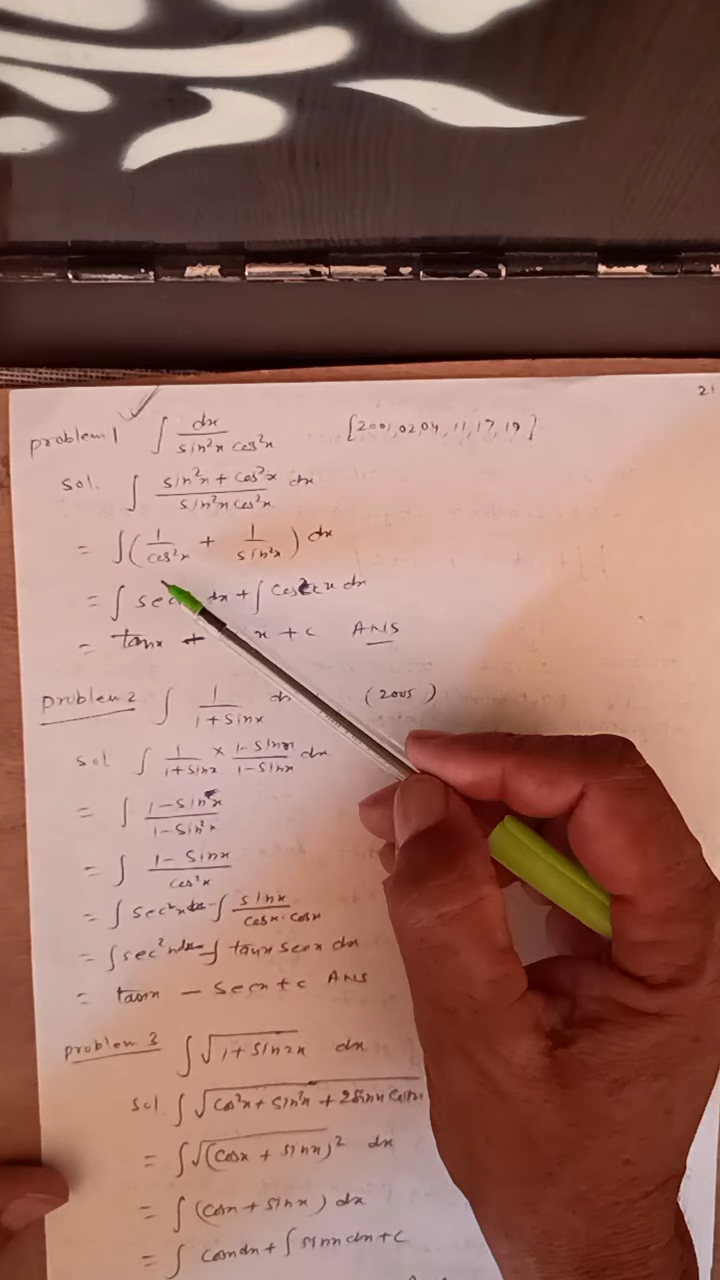 21
problem 1 ∫ dx / sin²x cos²x [2001,02,04,11,17,19]
sol. ∫ sin²x + cos²x / sin²x cos²x dx
= ∫(1/cos²x + 1/sin²x) dx
= ∫ sec dx + ∫ cosec²x dx
= tanx + x + c ANS
problem 2 ∫ 1/1+sinx dx (2005)
sol ∫ 1/1+sinx × 1-sinx/1-sinx dx
= ∫ 1-sinx/1-sin²x
= ∫ 1-sinx/cos²x
= ∫ sec²x dx - ∫ sinx/cosx.cosx
= ∫ sec²x dx - ∫ tanx secx dx
= tanx - secx + c ANS
problem 3 ∫ √1+sin2x dx
sol. ∫ √cos²x + sin²x + 2sinx cosx
= ∫ √(cosx + sinx)² dx
= ∫ (cosx + sinx) dx
= ∫ cosx dx + ∫ sinx dx + c